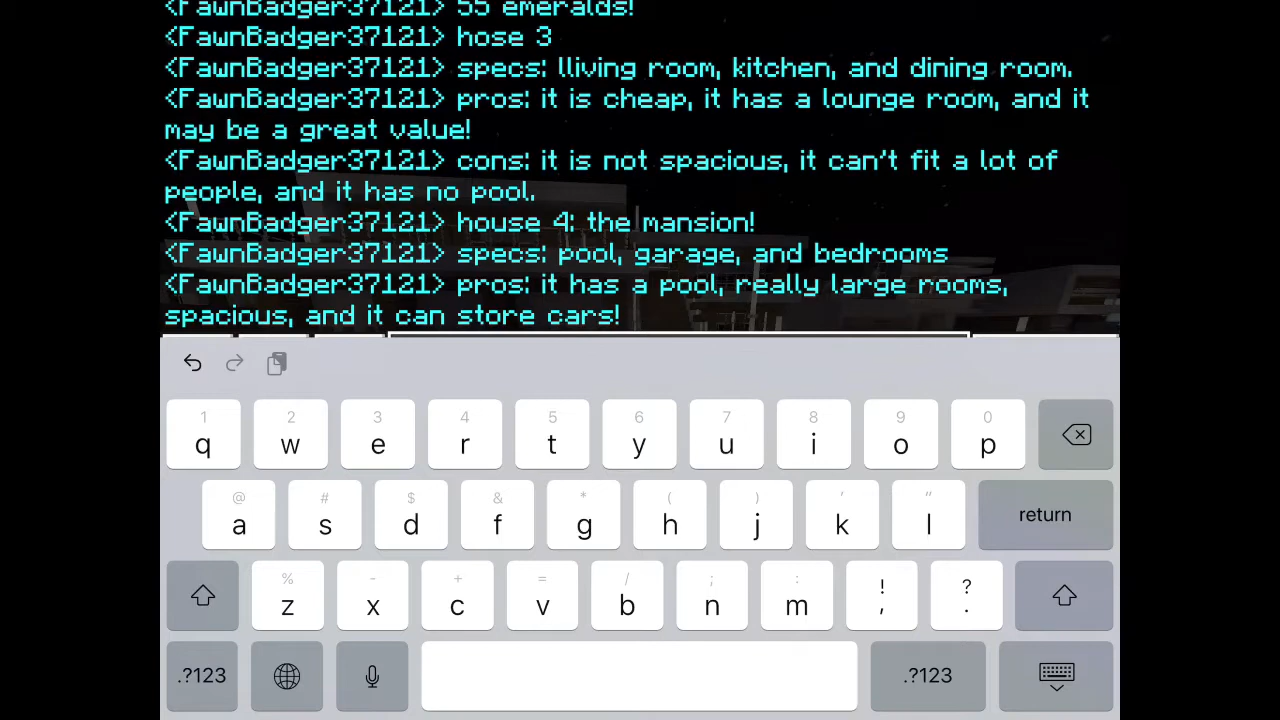 <FawnBadger37121> 55 emeralds!
<FawnBadger37121> hose 3
<FawnBadger37121> specs: lliving room, kitchen, and dining room.
<FawnBadger37121> pros: it is cheap, it has a lounge room, and it
may be a great value!
<FawnBadger37121> cons: it is not spacious, it can't fit a lot of
people, and it has no pool.
<FawnBadger37121> house 4: the mansion!
<FawnBadger37121> specs: pool, garage, and bedrooms
<FawnBadger37121> pros: it has a pool, really large rooms,
spacious, and it can store cars!
1 2 3 4 5 6 7 8 9 0
q w e r t y u i o p
@ # $ & * ( ) ' "
a s d f g h j k l return
% - + = / ; : ! ?
z x c v b n m , .
.?123 .?123